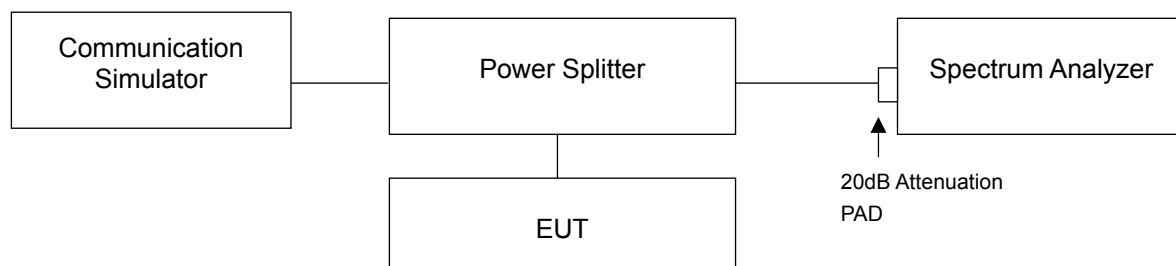 Communication
Simulator
Power Splitter
Spectrum Analyzer
20dB Attenuation
PAD
EUT